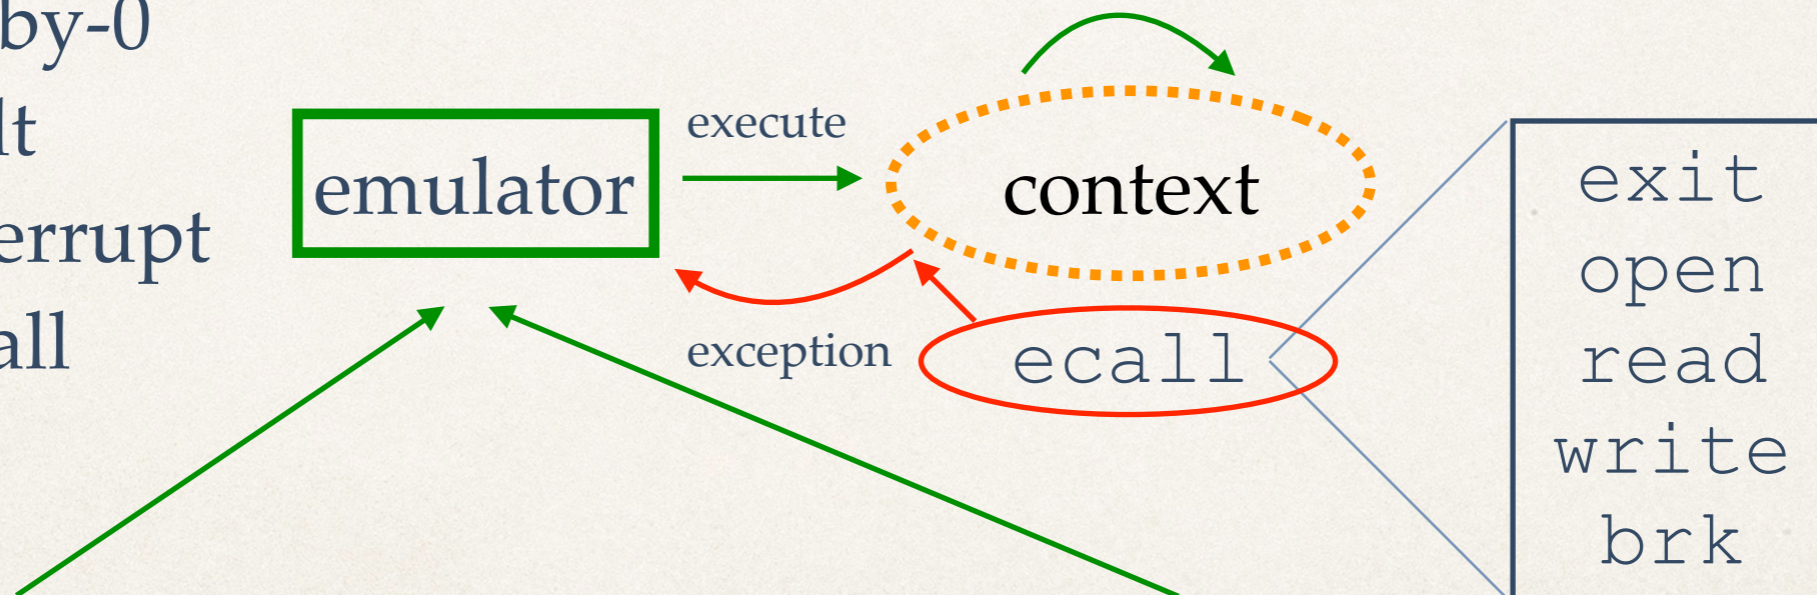 by-0
lt
errupt
all
emulator
execute
context
exception
ecall
exit
open
read
write
brk